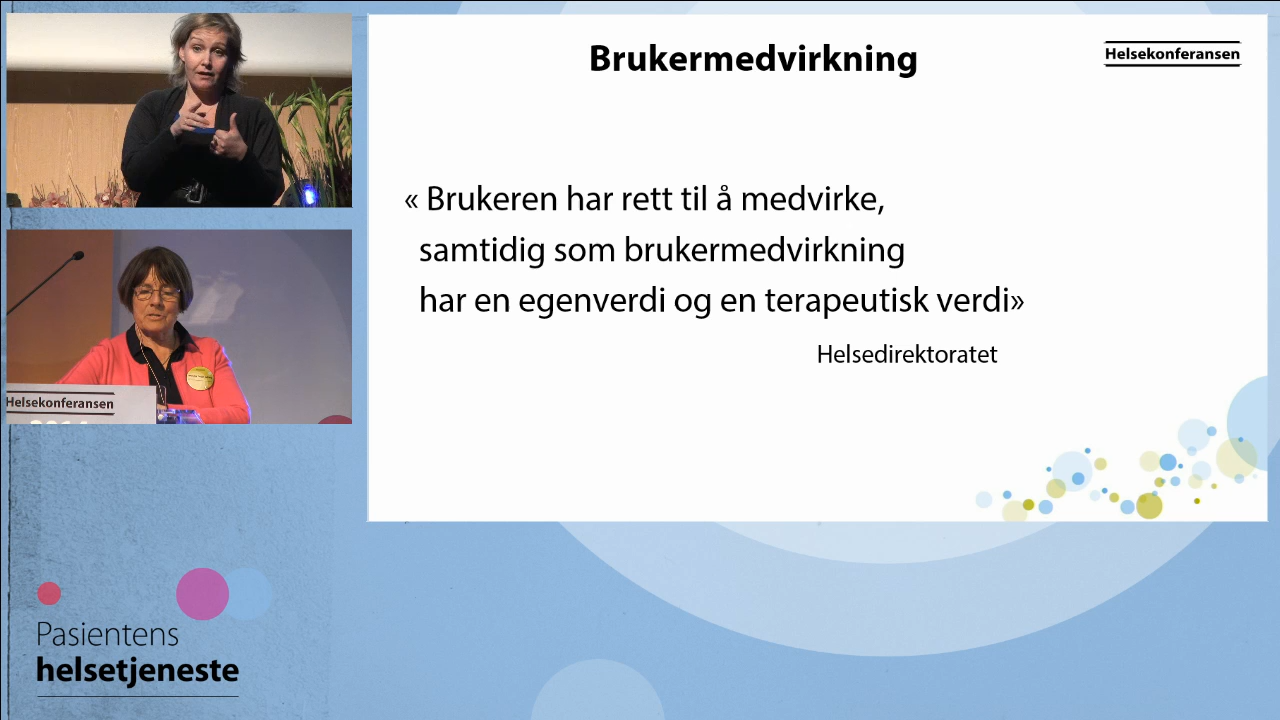 Brukermedvirkning
Helsekonferansen
« Brukeren har rett til å medvirke,
samtidig som brukermedvirkning
har en egenverdi og en terapeutisk verdi»
Helsedirektoratet
Helsekonferansen
Pasientens
helsetjeneste